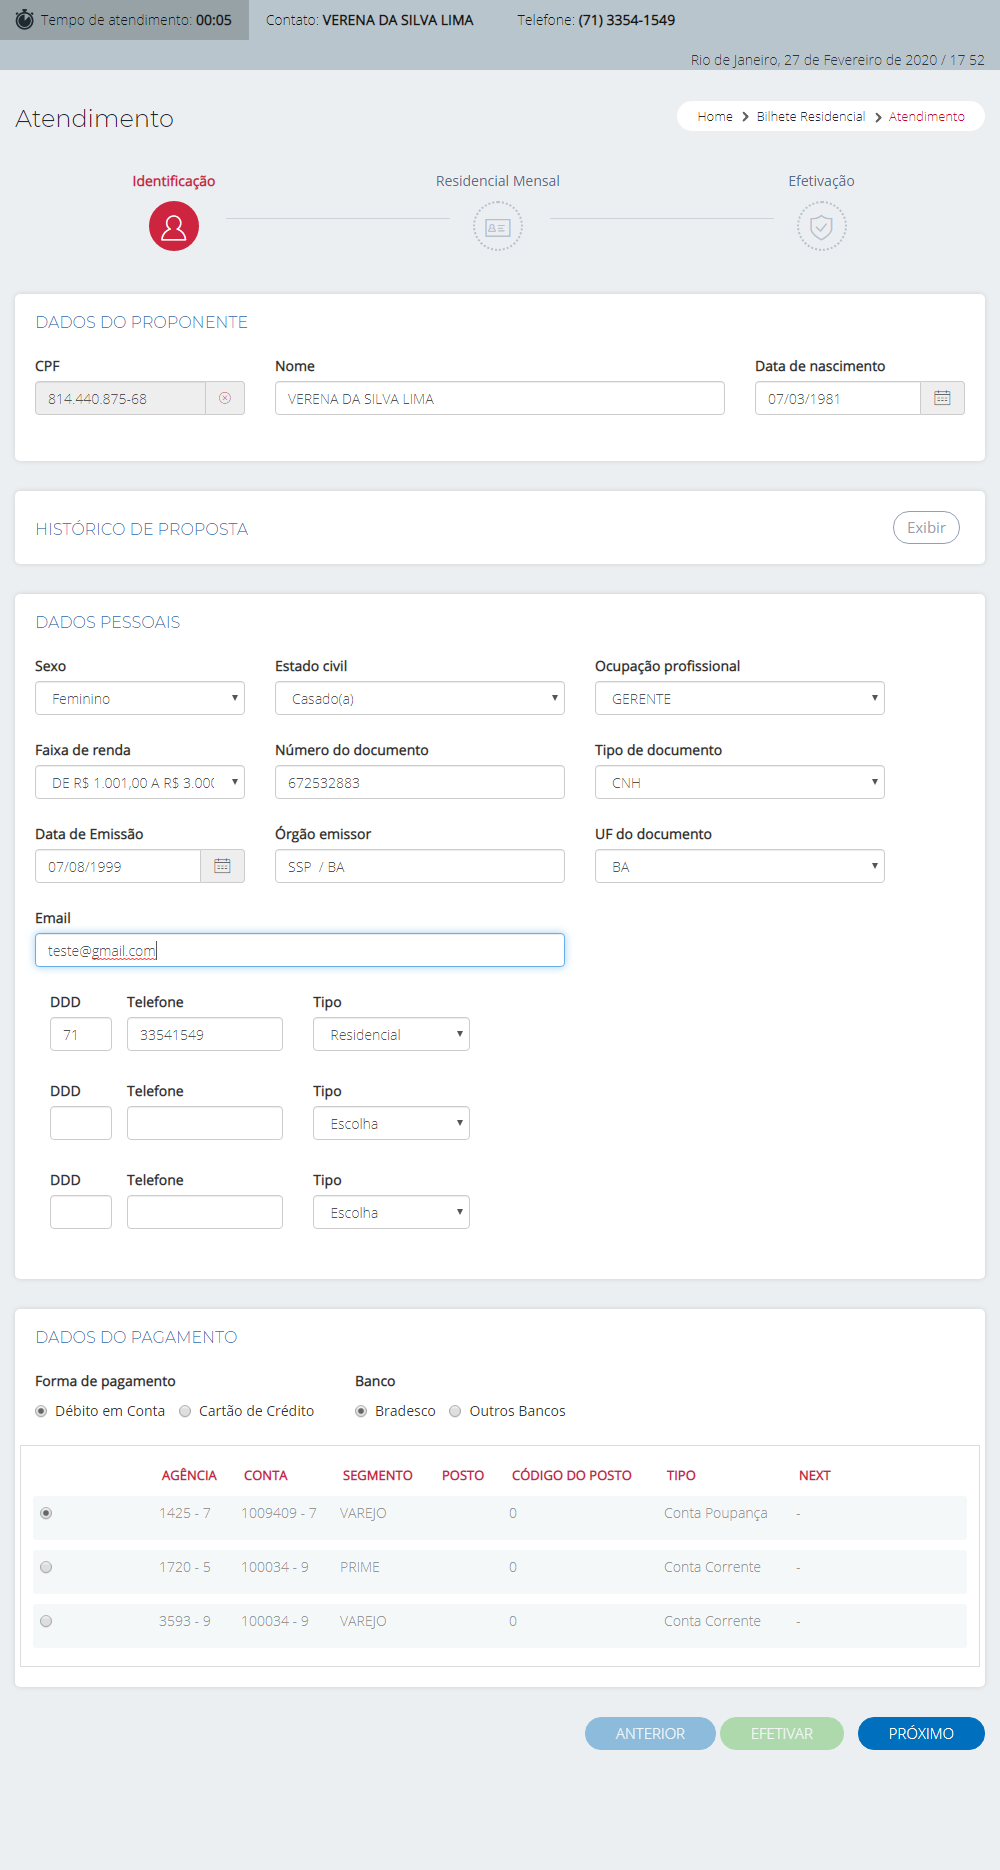 Tempo de atendimento: 00:05 Contato: VERENA DA SILVA LIMA Telefone: (71) 3354-1549
Rio de Janeiro, 27 de Fevereiro de 2020 / 17 52
Atendimento
Home > Bilhete Residencial > Atendimento
Identificação Residencial Mensal Efetivação
DADOS DO PROPONENTE
CPF Nome Data de nascimento
814.440.875-68 VERENA DA SILVA LIMA 07/03/1981
HISTÓRICO DE PROPOSTA Exibir
DADOS PESSOAIS
Sexo Estado civil Ocupação profissional
Feminino Casado(a) GERENTE
Faixa de renda Número do documento Tipo de documento
DE R$ 1.001,00 A R$ 3.000 672532883 CNH
Data de Emissão Órgão emissor UF do documento
07/08/1999 SSP / BA BA
Email
teste@gmail.com
DDD Telefone Tipo
71 33541549 Residencial
DDD Telefone Tipo
Escolha
DDD Telefone Tipo
Escolha
DADOS DO PAGAMENTO
Forma de pagamento Banco
Débito em Conta Cartão de Crédito Bradesco Outros Bancos
AGÊNCIA CONTA SEGMENTO POSTO CÓDIGO DO POSTO TIPO NEXT
1425 - 7 1009409 - 7 VAREJO 0 Conta Poupança -
1720 - 5 100034 - 9 PRIME 0 Conta Corrente -
3593 - 9 100034 - 9 VAREJO 0 Conta Corrente -
ANTERIOR EFETIVAR PRÓXIMO